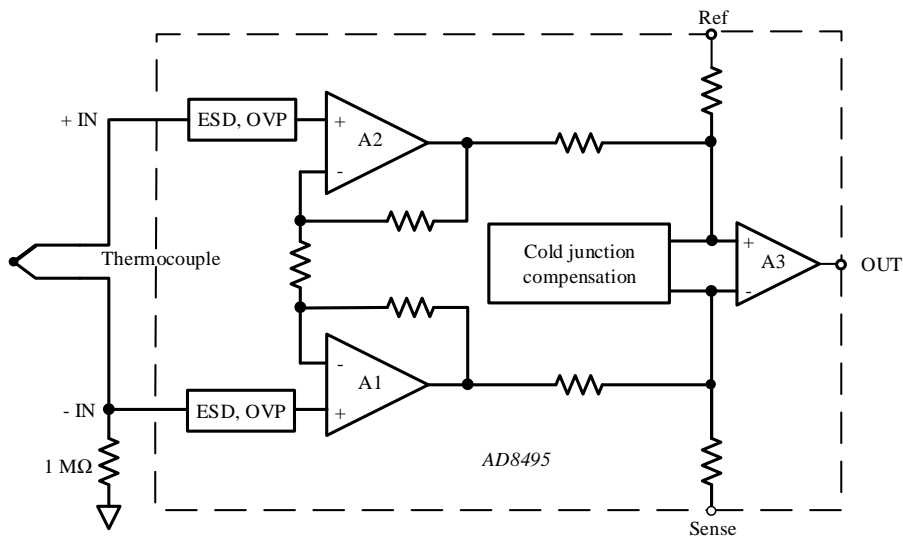 Ref
+ IN
ESD, OVP
+
A2
-
Thermocouple
Cold junction
compensation
+
A3
-
OUT
-
A1
+
- IN
ESD, OVP
1 MΩ
AD8495
Sense